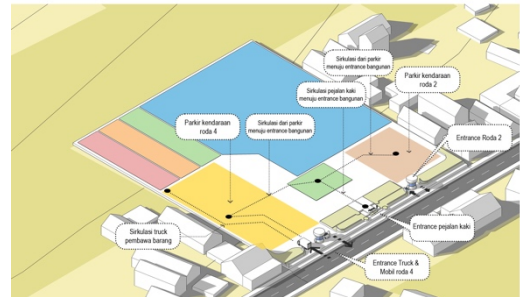 Sirkulasi dari parkir
menuju entrance bangunan
Sirkulasi pejalan kaki
menuju entrance bangunan
Parkir kendaraan
roda 2
Parkir kendaraan
roda 4
Sirkulasi dari parkir
menuju entrance bangunan
Entrance Roda 2
Entrance pejalan kaki
Sirkulasi truck
pembawa barang
Entrance Truck &
Mobil roda 4